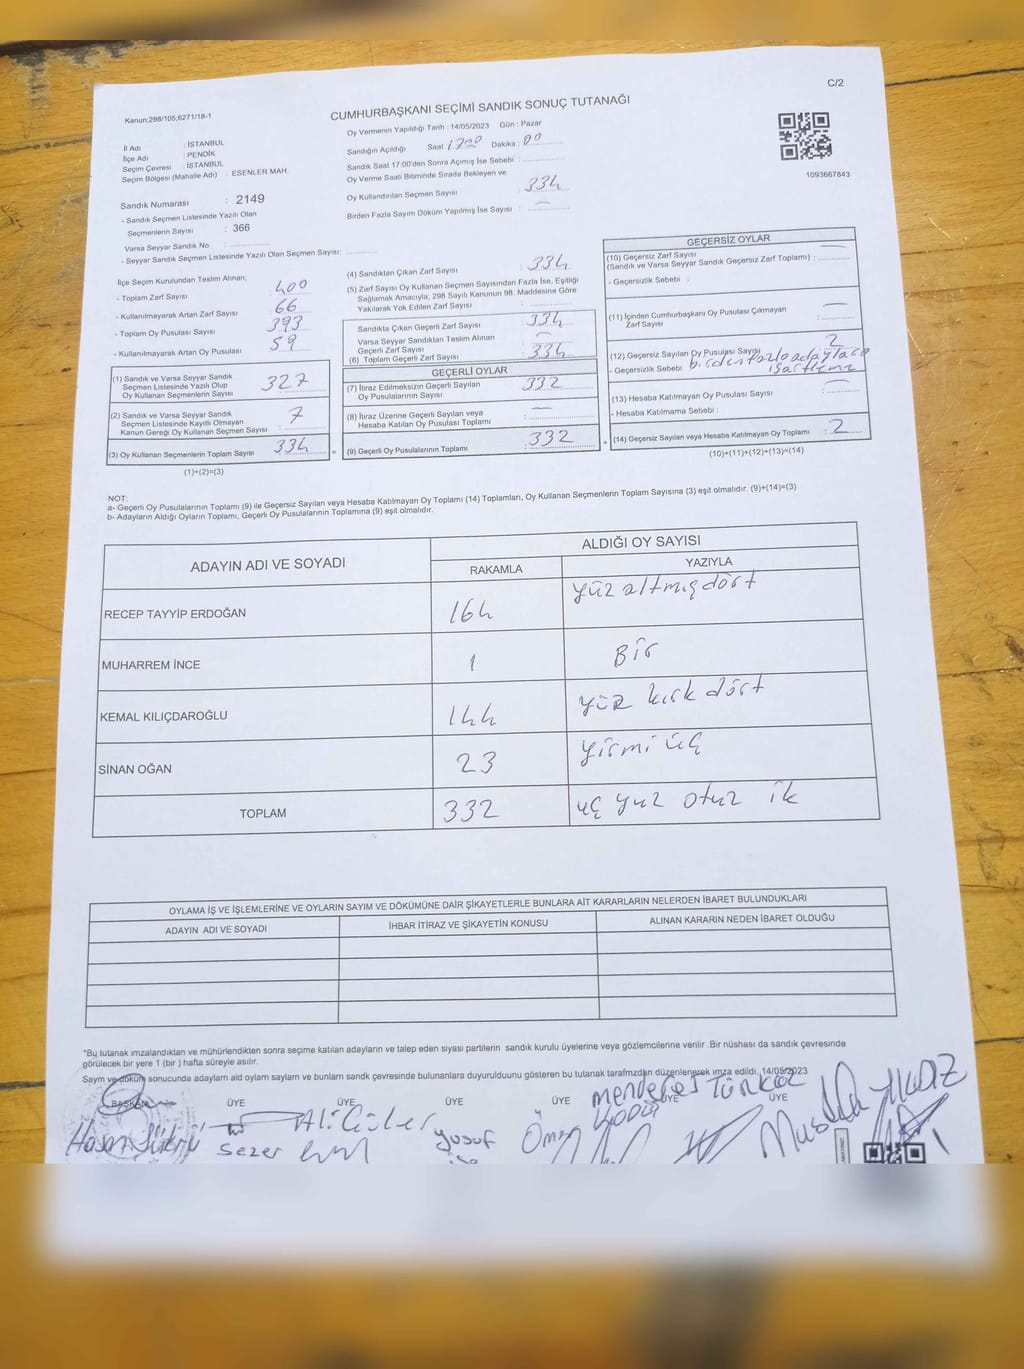 C/2
Kanun;298/105;6271/18-1
CUMHURBAŞKANI SEÇİMİ SANDIK SONUÇ TUTANAĞI
İl Adı : İSTANBUL
İlçe Adı : PENDİK
Seçim Çevresi : İSTANBUL
Seçim Bölgesi (Mahalle Adı) : ESENLER MAH.
Sandık Numarası : 2149
- Sandık Seçmen Listesinde Yazılı Olan
Seçmenlerin Sayısı : 366
Varsa Seyyar Sandık No :
- Seyyar Sandık Seçmen Listesinde Yazılı Olan Seçmen Sayısı:
Oy Vermenin Yapıldığı Tarih : 14/05/2023 Gün : Pazar
Sandığın Açıldığı Saat 1700 Dakika : 00
Sandık Saat 17:00'den Sonra Açımış İse Sebebi :
Oy Verme Saati Bitiminde Sırada Bekleyen ve
Oy Kullandırılan Seçmen Sayısı : 334
Birden Fazla Sayım Döküm Yapılmış İse Sayısı : —
1093667843
İlçe Seçim Kurulundan Teslim Alınan;
- Toplam Zarf Sayısı : 400
- Kullanılmayarak Artan Zarf Sayısı : 66
- Toplam Oy Pusulası Sayısı : 393
- Kullanılmayarak Artan Oy Pusulası : 59
(1) Sandık ve Varsa Seyyar Sandık
Seçmen Listesinde Yazılı Olup
Oy Kullanan Seçmenlerin Sayısı 327
(2) Sandık ve Varsa Seyyar Sandık
Seçmen Listesinde Kayıtlı Olmayan
Kanun Gereği Oy Kullanan Seçmen Sayısı : 7
(3) Oy Kullanan Seçmenlerin Toplam Sayısı 334
(1)+(2)=(3)
(4) Sandıktan Çıkan Zarf Sayısı : 334
(5) Zarf Sayısı Oy Kullanan Seçmen Sayısından Fazla İse, Eşitliği
Sağlamak Amacıyla; 298 Sayılı Kanunun 98. Maddesine Göre
Yakılarak Yok Edilen Zarf Sayısı :
Sandıkta Çıkan Geçerli Zarf Sayısı : 334
Varsa Seyyar Sandıktan Teslim Alınan
Geçerli Zarf Sayısı : —
(6) Toplam Geçerli Zarf Sayısı : 334
GEÇERLİ OYLAR
(7) İtiraz Edilmeksizin Geçerli Sayılan
Oy Pusulalarının Sayısı : 332
(8) İtiraz Üzerine Geçerli Sayılan veya
Hesaba Katılan Oy Pusulası Toplamı : —
(9) Geçerli Oy Pusulalarının Toplamı : 332
=
+
GEÇERSİZ OYLAR
(10) Geçersiz Zarf Sayısı
(Sandık ve Varsa Seyyar Sandık Geçersiz Zarf Toplamı) : —
- Geçersizlik Sebebi :
(11) İçinden Cumhurbaşkanı Oy Pusulası Çıkmayan
Zarf Sayısı : —
(12) Geçersiz Sayılan Oy Pusulası Sayısı : 2
- Geçersizlik Sebebi : birden fazla adaylara
işaretleme
(13) Hesaba Katılmayan Oy Pusulası Sayısı : —
- Hesaba Katılmama Sebebi :
(14) Geçersiz Sayılan veya Hesaba Katılmayan Oy Toplamı : 2
(10)+(11)+(12)+(13)=(14)
NOT:
a- Geçerli Oy Pusulalarının Toplamı (9) ile Geçersiz Sayılan veya Hesaba Katılmayan Oy Toplamı (14) Toplamları, Oy Kullanan Seçmenlerin Toplam Sayısına (3) eşit olmalıdır. (9)+(14)=(3)
b- Adayların Aldığı Oyların Toplamı, Geçerli Oy Pusulalarının Toplamına (9) eşit olmalıdır.
ADAYIN ADI VE SOYADI ALDIĞI OY SAYISI
RAKAMLA YAZIYLA
RECEP TAYYİP ERDOĞAN 164 yüz altmış dört
MUHARREM İNCE 1 Bir
KEMAL KILIÇDAROĞLU 144 yüz kırk dört
SİNAN OĞAN 23 yirmi üç
TOPLAM 332 üç yuz otuz ik
OYLAMA İŞ VE İŞLEMLERİNE VE OYLARIN SAYIM VE DÖKÜMÜNE DAİR ŞİKAYETLERLE BUNLARA AİT KARARLARIN NELERDEN İBARET BULUNDUKLARI
ADAYIN ADI VE SOYADI İHBAR İTİRAZ VE ŞİKAYETİN KONUSU ALINAN KARARIN NEDEN İBARET OLDUĞU
*Bu tutanak imzalandıktan ve mühürlendikten sonra seçime katılan adayların ve talep eden siyasi partilerin sandık kurulu üyelerine veya gözlemcilerine verilir .Bir nüshası da sandık çevresinde
görülecek bir yere 1 (bir ) hafta süreyle asılır.
Sayım ve döküm sonucunda adayların ald oyların sayların ve bunların sandk çevresinde bulunanlara duyurulduunu gösteren bu tutanak tarafmzdan düzenlenerek imza edildi. 14/05/2023
BAŞKAN ÜYE ÜYE ÜYE ÜYE ÜYE ÜYE
Hasan Şükrü Sezer Ali Güler Yusuf Ömer Menderes Türköz Mustafa YILDIZ